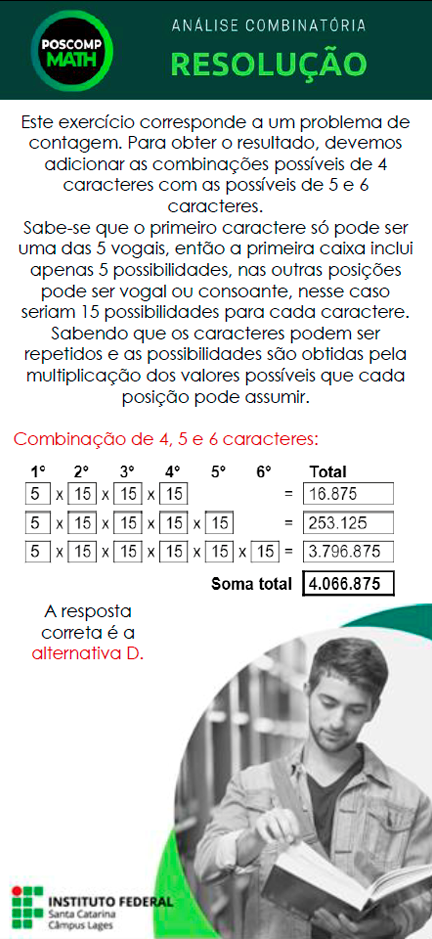 POSCOMP
MATH
ANÁLISE COMBINATÓRIA
RESOLUÇÃO
Este exercício corresponde a um problema de
contagem. Para obter o resultado, devemos
adicionar as combinações possíveis de 4
caracteres com as possíveis de 5 e 6
caracteres.
Sabe-se que o primeiro caractere só pode ser
uma das 5 vogais, então a primeira caixa inclui
apenas 5 possibilidades, nas outras posições
pode ser vogal ou consoante, nesse caso
seriam 15 possibilidades para cada caractere.
Sabendo que os caracteres podem ser
repetidos e as possibilidades são obtidas pela
multiplicação dos valores possíveis que cada
posição pode assumir.
Combinação de 4, 5 e 6 caracteres:
1° 2° 3° 4° 5° 6° Total
5 x 15 x 15 x 15 = 16.875
5 x 15 x 15 x 15 x 15 = 253.125
5 x 15 x 15 x 15 x 15 x 15 = 3.796.875
Soma total 4.066.875
A resposta
correta é a
alternativa D.
INSTITUTO FEDERAL
Santa Catarina
Câmpus Lages